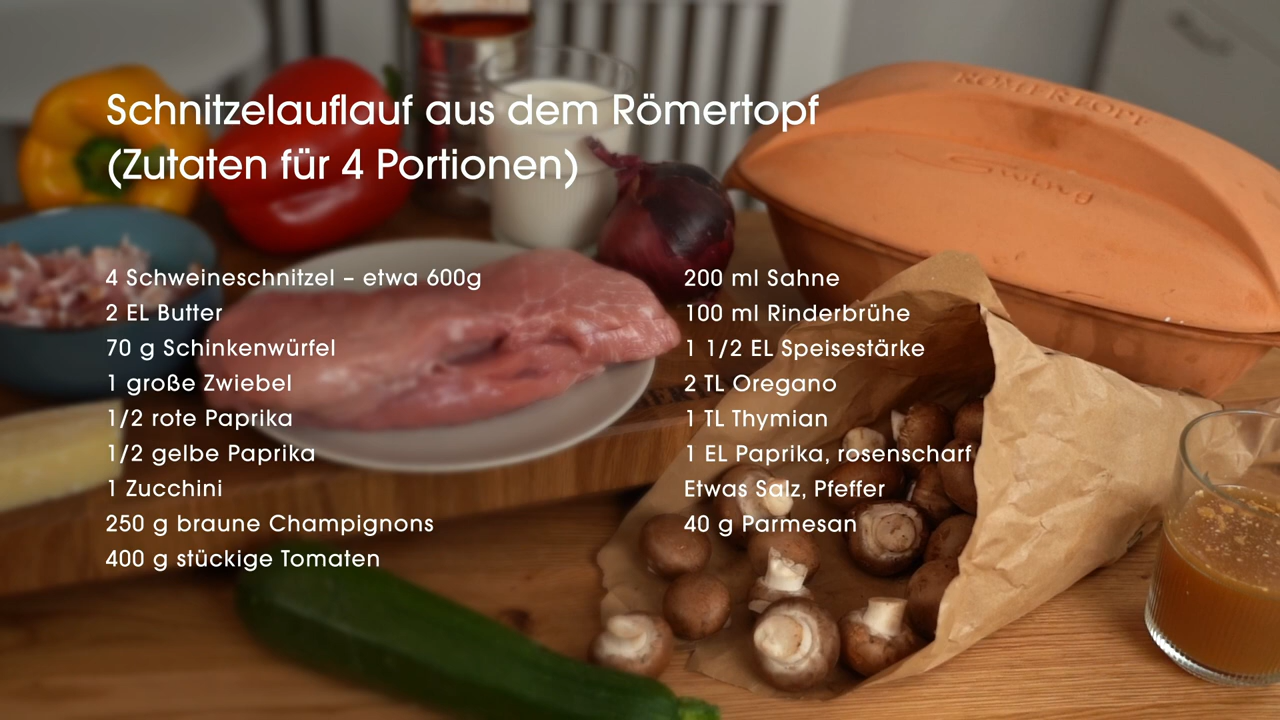 Schnitzelauflauf aus dem Römertopf
(Zutaten für 4 Portionen)
4 Schweineschnitzel – etwa 600g
2 EL Butter
70 g Schinkenwürfel
1 große Zwiebel
1/2 rote Paprika
1/2 gelbe Paprika
1 Zucchini
250 g braune Champignons
400 g stückige Tomaten
200 ml Sahne
100 ml Rinderbrühe
1 1/2 EL Speisestärke
2 TL Oregano
1 TL Thymian
1 EL Paprika, rosenscharf
Etwas Salz, Pfeffer
40 g Parmesan
RÖMERTOPF